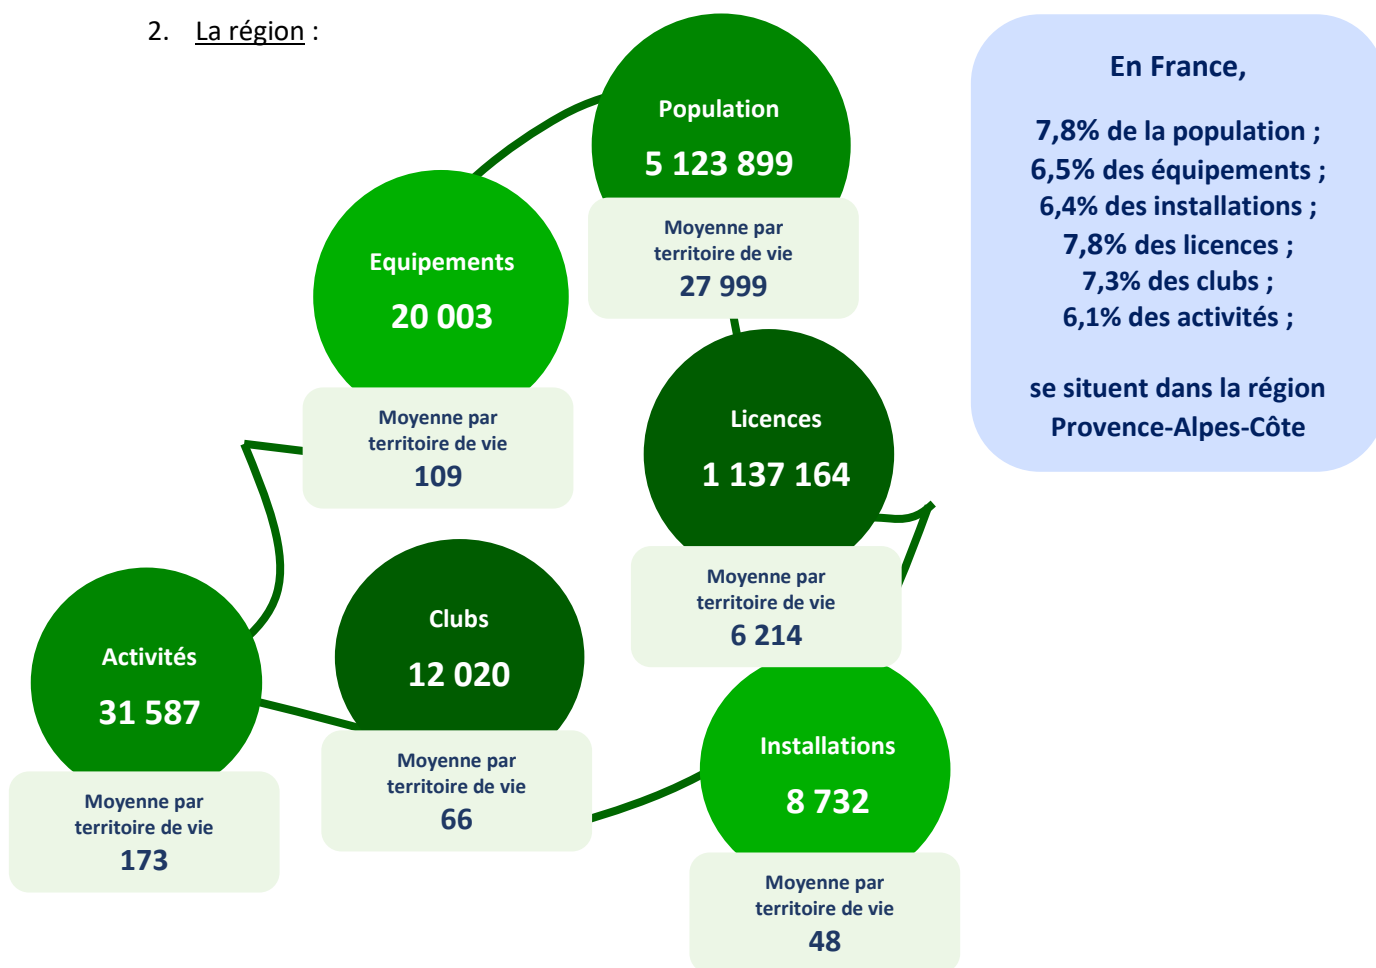 2. La région :
Population
5 123 899
Moyenne par
territoire de vie
27 999
Equipements
20 003
Moyenne par
territoire de vie
109
Licences
1 137 164
Moyenne par
territoire de vie
6 214
Clubs
12 020
Moyenne par
territoire de vie
66
Activités
31 587
Moyenne par
territoire de vie
173
Installations
8 732
Moyenne par
territoire de vie
48
En France,
7,8% de la population ;
6,5% des équipements ;
6,4% des installations ;
7,8% des licences ;
7,3% des clubs ;
6,1% des activités ;
se situent dans la région
Provence-Alpes-Côte